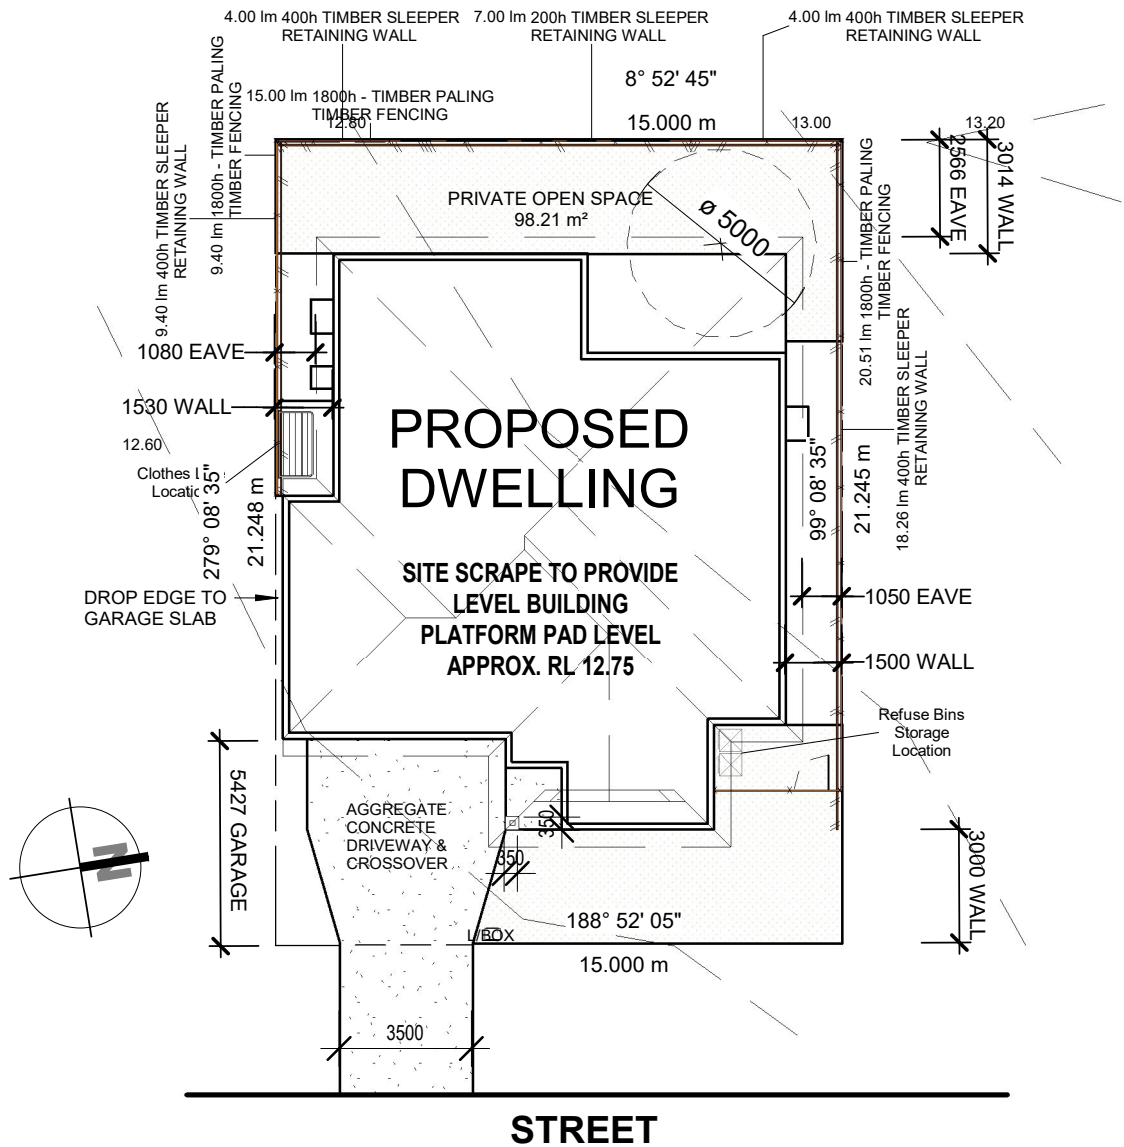 4.00 lm 400h TIMBER SLEEPER
RETAINING WALL
7.00 lm 200h TIMBER SLEEPER
RETAINING WALL
4.00 lm 400h TIMBER SLEEPER
RETAINING WALL
8° 52' 45"
15.000 m
15.00 lm 1800h - TIMBER PALING
TIMBER FENCING
12.80
13.00
13.20
9.40 lm 400h TIMBER SLEEPER
RETAINING WALL
9.40 lm 1800h - TIMBER PALING
TIMBER FENCING
PRIVATE OPEN SPACE
98.21 m²
ø 5000
2566 EAVE
3014 WALL
20.51 lm 1800h - TIMBER PALING
TIMBER FENCING
18.26 lm 400h TIMBER SLEEPER
RETAINING WALL
1080 EAVE
1530 WALL
12.60
Clothes
279° 08' 35"
21.248 m
PROPOSED
DWELLING
99° 08' 35"
21.245 m
SITE SCRAPE TO PROVIDE
LEVEL BUILDING
PLATFORM PAD LEVEL
APPROX. RL 12.75
DROP EDGE TO
GARAGE SLAB
1050 EAVE
1500 WALL
Refuse Bins
Storage
Location
5427 GARAGE
AGGREGATE
CONCRETE
DRIVEWAY &
CROSSOVER
350
350
3000 WALL
N
L/BOX
188° 52' 05"
15.000 m
3500
STREET